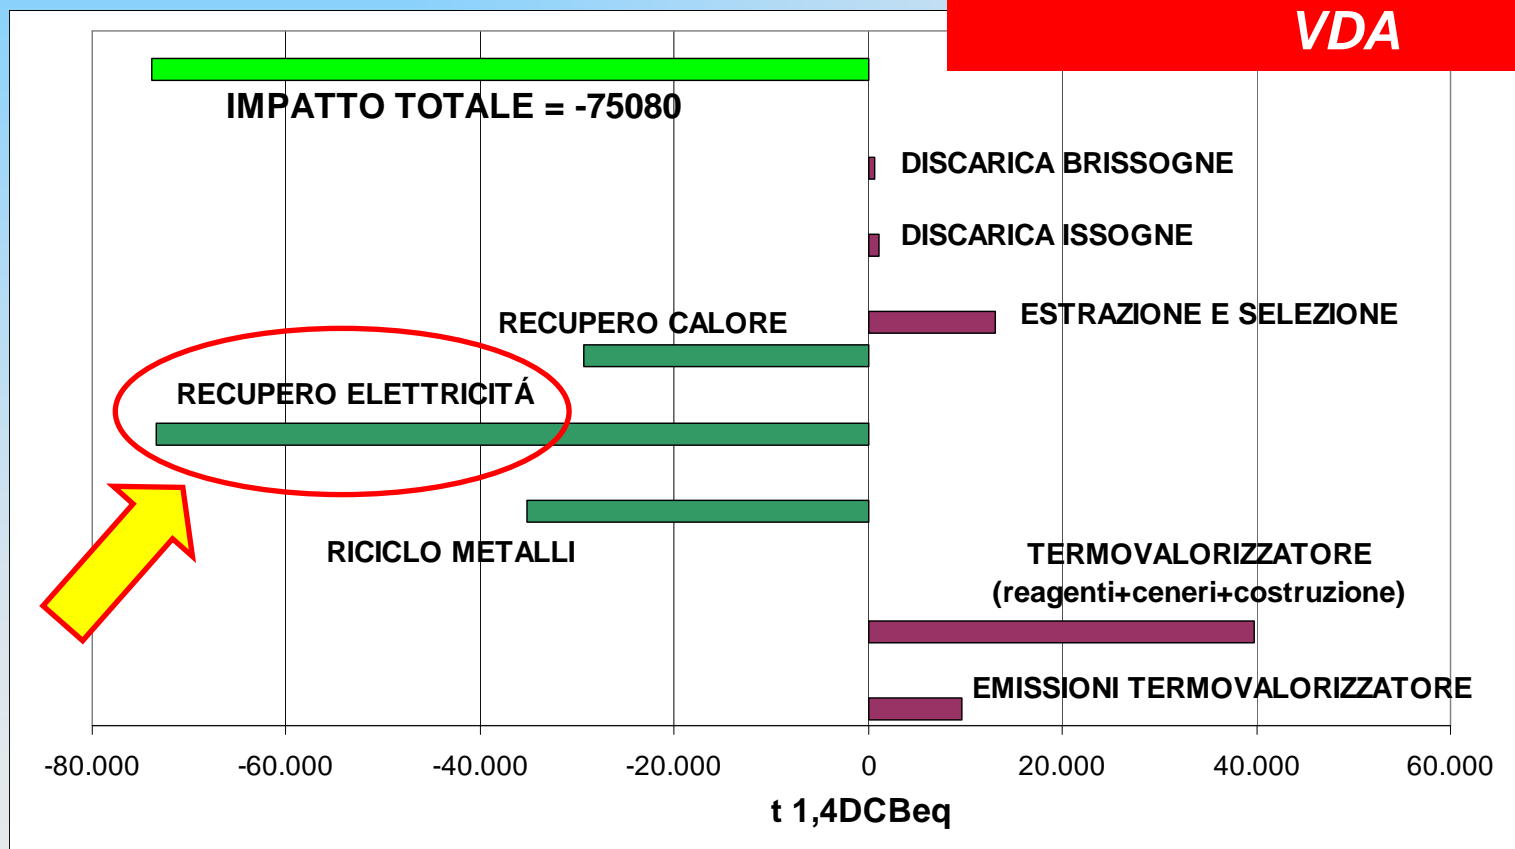 VDA
IMPATTO TOTALE = -75080
DISCARICA BRISSOGNE
DISCARICA ISSOGNE
ESTRAZIONE E SELEZIONE
RECUPERO CALORE
RECUPERO ELETTRICITÁ
RICICLO METALLI
TERMOVALORIZZATORE
(reagenti+ceneri+costruzione)
EMISSIONI TERMOVALORIZZATORE
-80.000 -60.000 -40.000 -20.000 0 20.000 40.000 60.000
t 1,4DCBeq